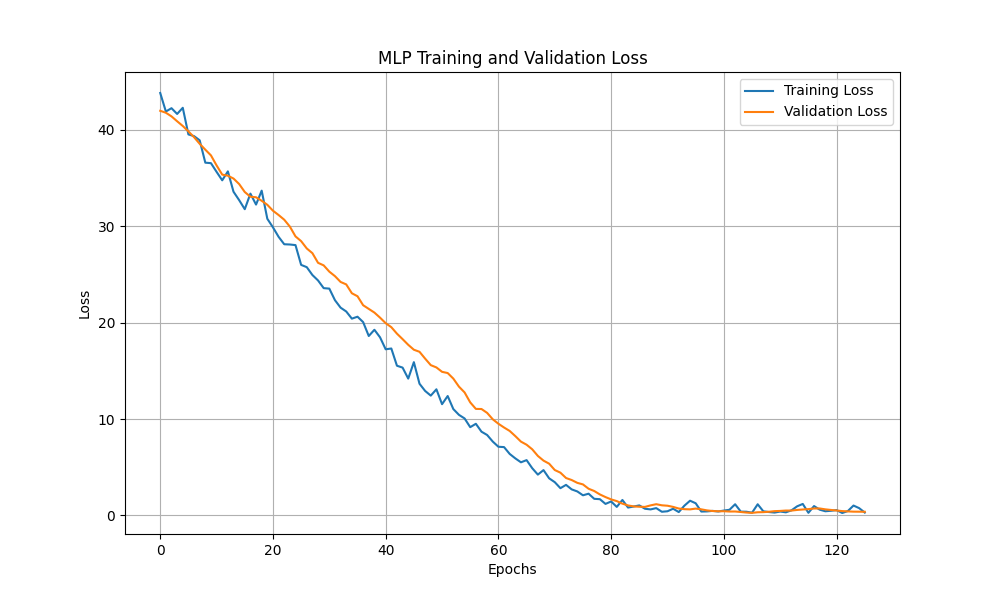 MLP Training and Validation Loss
Training Loss
Validation Loss
40
30
20
10
0
Loss
0 20 40 60 80 100 120
Epochs